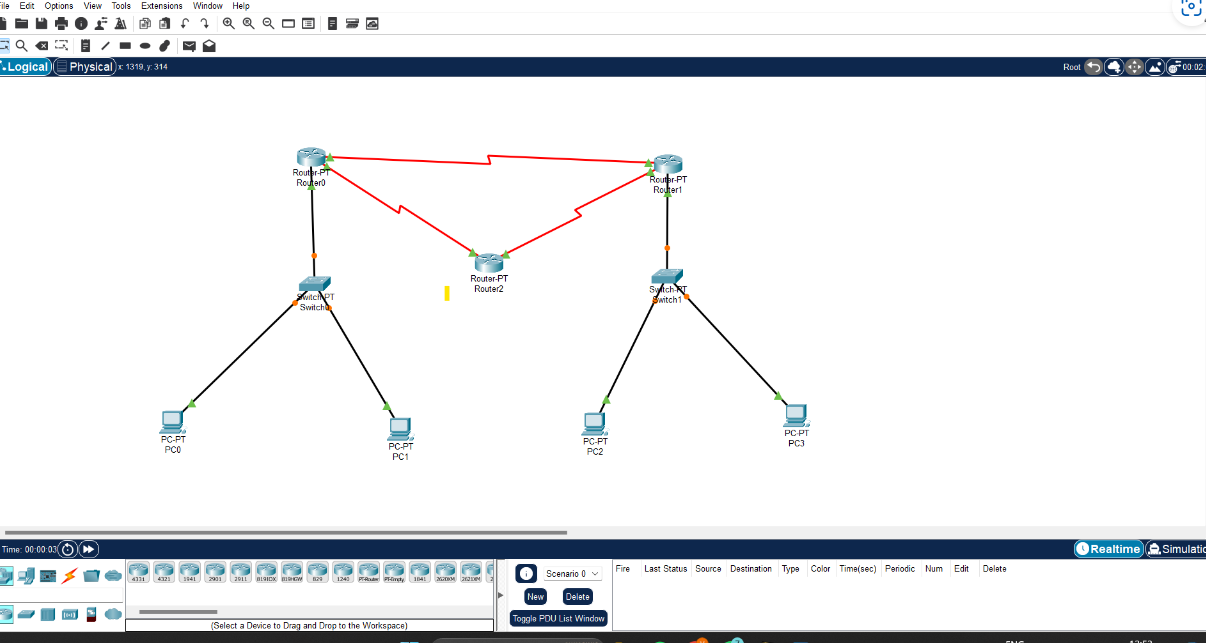 ile Edit Options View Tools Extensions Window Help
Logical Physical x: 1319, y: 314 Root 00:02:
Router-PT
Router0
Router-PT
Router1
Router-PT
Router2
Switch-PT
Switch0
Switch-PT
Switch1
PC-PT
PC0
PC-PT
PC1
PC-PT
PC2
PC-PT
PC3
Time: 00:00:03 Realtime Simulatio
4331 4321 1941 2901 2911 819IOX 819HGW 829 1240 PT-Router PT-Empty 1841 2620XM 2621XM 2
(Select a Device to Drag and Drop to the Workspace)
Scenario 0
New Delete
Toggle PDU List Window
Fire Last Status Source Destination Type Color Time(sec) Periodic Num Edit Delete